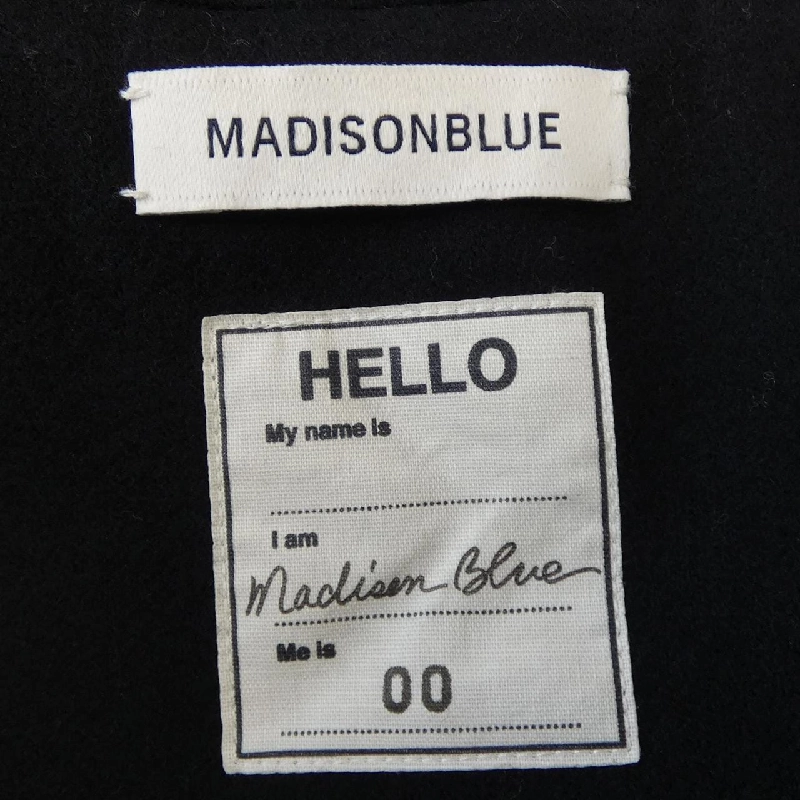 MADISONBLUE
HELLO
My name is
I am
Madison Blue
Me is
00